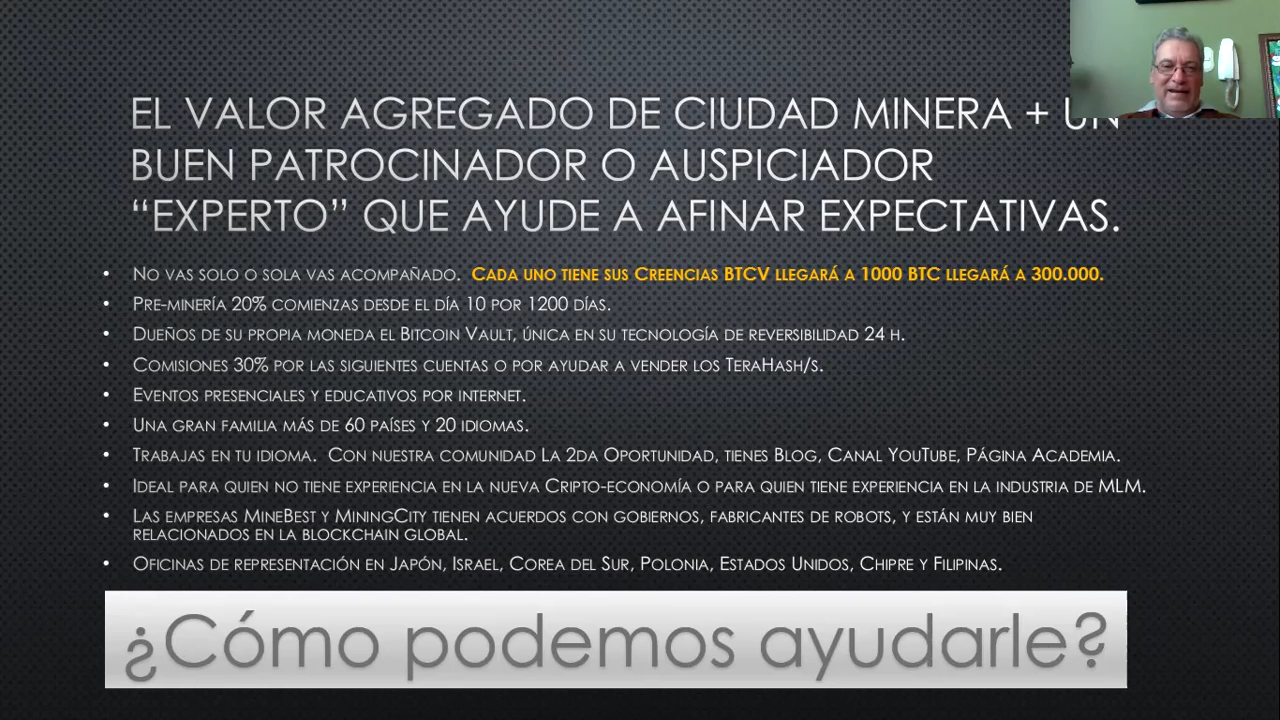 EL VALOR AGREGADO DE CIUDAD MINERA + UN
BUEN PATROCINADOR O AUSPICIADOR
“EXPERTO” QUE AYUDE A AFINAR EXPECTATIVAS.
• No vas solo o sola vas acompañado. Cada uno tiene sus Creencias BTCV llegará a 1000 BTC llegará a 300.000.
• Pre-minería 20% comienzas desde el día 10 por 1200 días.
• Dueños de su propia moneda el Bitcoin Vault, única en su tecnología de reversibilidad 24 h.
• Comisiones 30% por las siguientes cuentas o por ayudar a vender los TeraHash/s.
• Eventos presenciales y educativos por internet.
• Una gran familia más de 60 países y 20 idiomas.
• Trabajas en tu idioma. Con nuestra comunidad La 2da Oportunidad, tienes Blog, Canal YouTube, Página Academia.
• Ideal para quien no tiene experiencia en la nueva Cripto-economía o para quien tiene experiencia en la industria de MLM.
• Las empresas MineBest y MiningCity tienen acuerdos con gobiernos, fabricantes de robots, y están muy bien
relacionados en la blockchain global.
• Oficinas de representación en Japón, Israel, Corea del Sur, Polonia, Estados Unidos, Chipre y Filipinas.
¿Cómo podemos ayudarle?